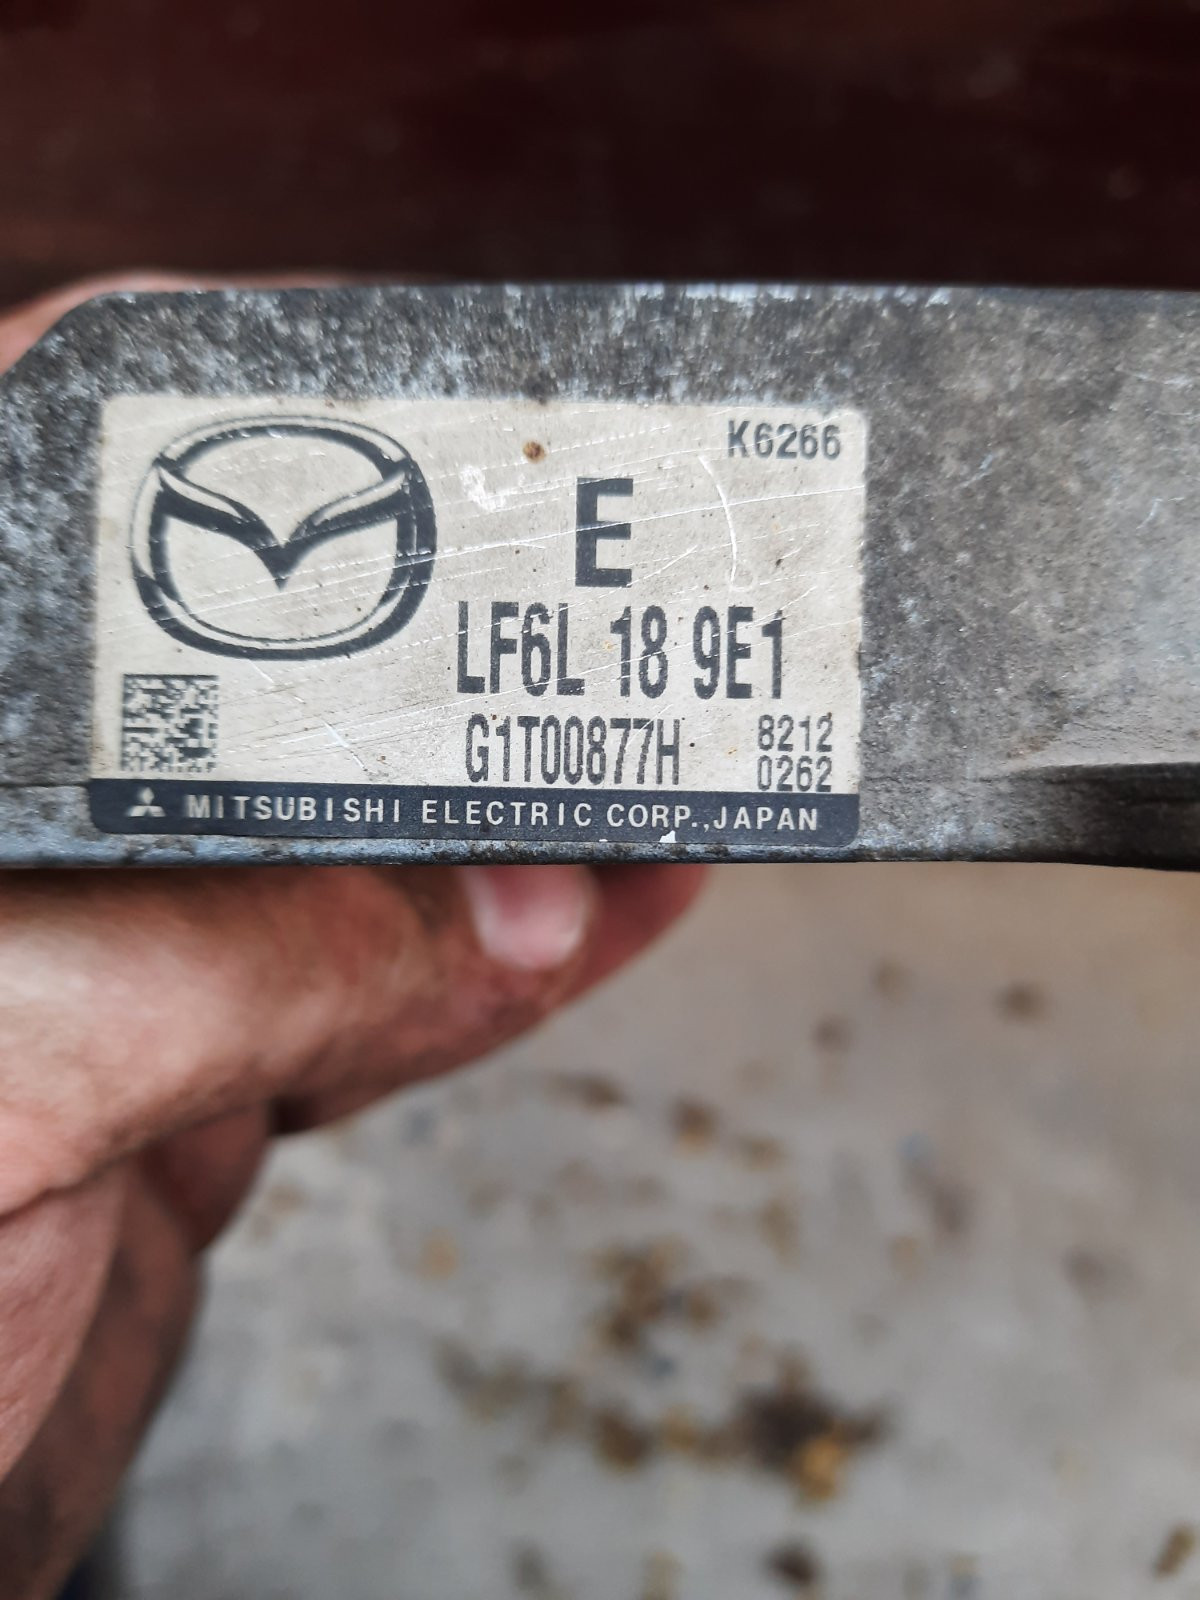 K6266
E
LF6L 18 9E1
G1T00877H
8212
0262
MITSUBISHI ELECTRIC CORP.,JAPAN